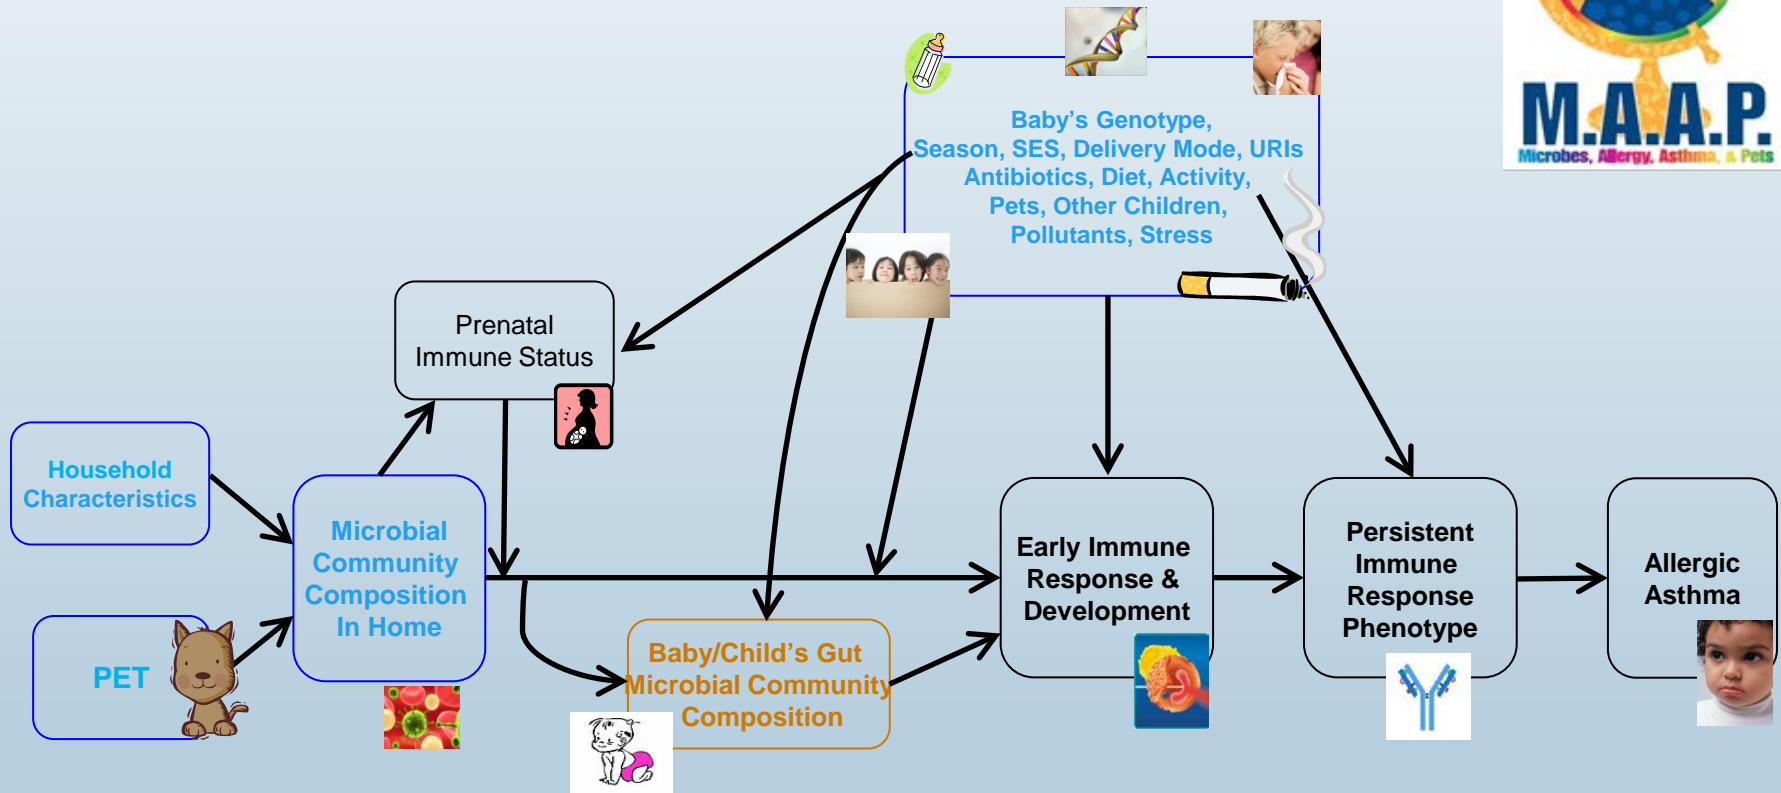 M.A.A.P.
Microbes, Allergy, Asthma, & Pets
Baby’s Genotype,
Season, SES, Delivery Mode, URIs
Antibiotics, Diet, Activity,
Pets, Other Children,
Pollutants, Stress
Prenatal
Immune Status
Household
Characteristics
Microbial
Community
Composition
In Home
PET
Baby/Child’s Gut
Microbial Community
Composition
Early Immune
Response &
Development
Persistent
Immune
Response
Phenotype
Allergic
Asthma